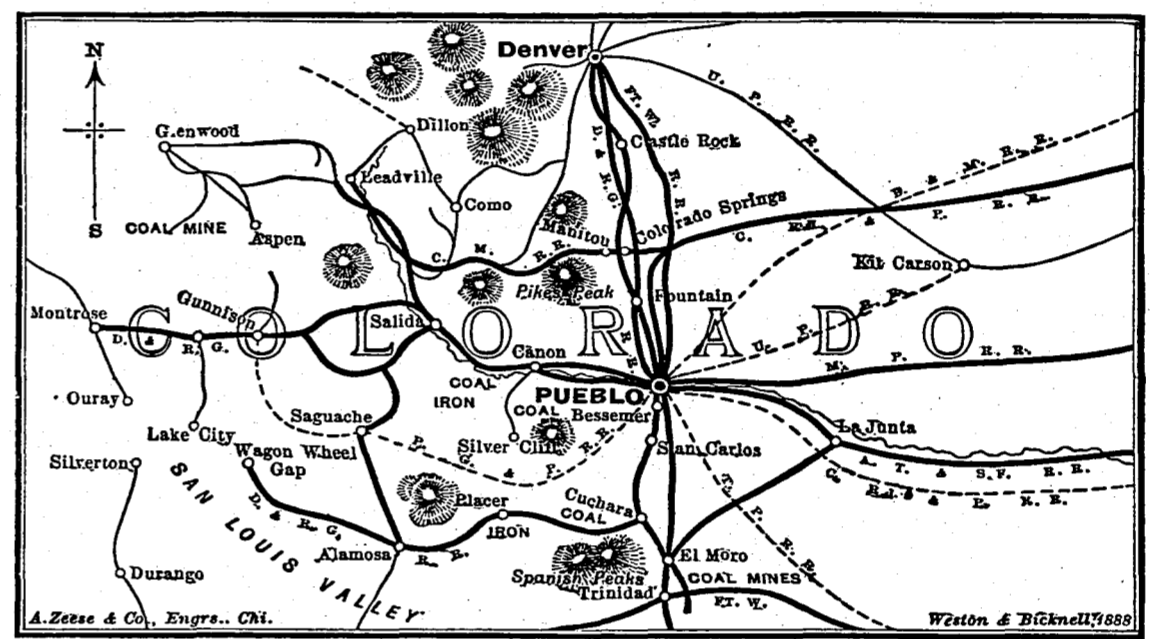 N
S
Denver
U. P. R. R.
FT. W. R. R.
D. & R. G.
R. R.
Dillon
Castle Rock
Glenwood
Leadville
B & M. R. R.
Como
COAL MINE
Aspen
Manitou
Colorado Springs
C. R. I. & P. R. R.
C. M. R. R.
Kit Carson
Pikes Peak
Gunnison
Fountain
Montrose
COLORADO
D. & R. G.
Salida
U. P. R. R.
Cañon
M. P. R. R.
COAL
IRON
PUEBLO
Ouray
COAL
Bessemer
Saguache
Lake City
La Junta
Silver Cliff
San Carlos
Wagon Wheel
Gap
P. G. & P. R. R.
Silverton
A. T. & S. F. R. R.
C. R. I. & P. R. R.
SAN LOUIS VALLEY
Placer
Cuchara
COAL
IRON
D. & R. G.
R. R.
P. R. R.
Alamosa
El Moro
Durango
Spanish Peaks
COAL MINES
Trinidad
FT. W.
A. Zeese & Co., Engrs.. Chi.
Weston & Bicknell, 1888